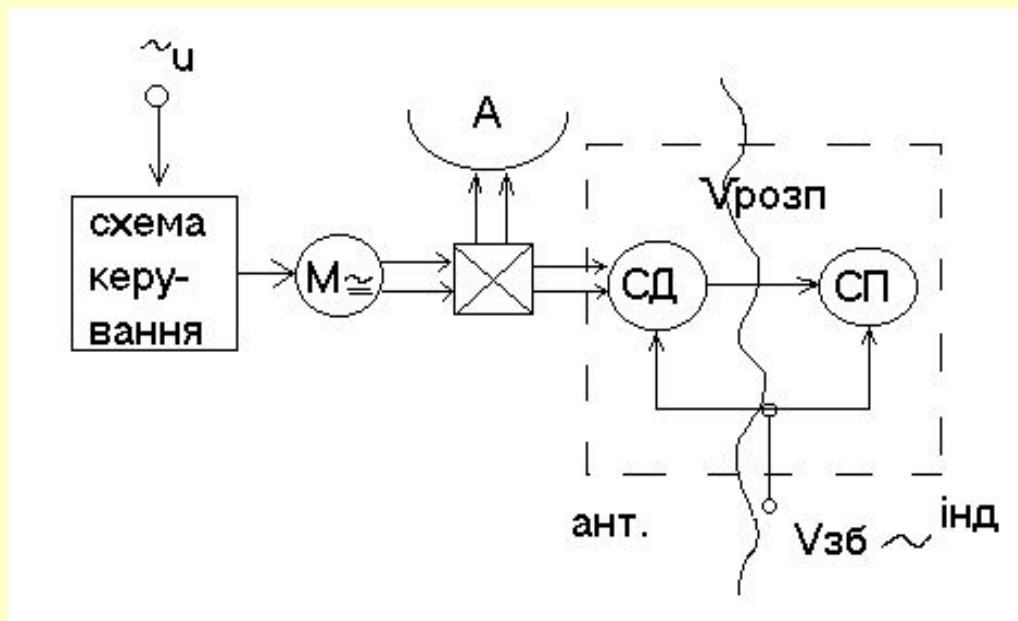 ~u
А
Vрозп
схема
керу-
вання
М≃
СД
СП
ант.
Vзб ~
інд